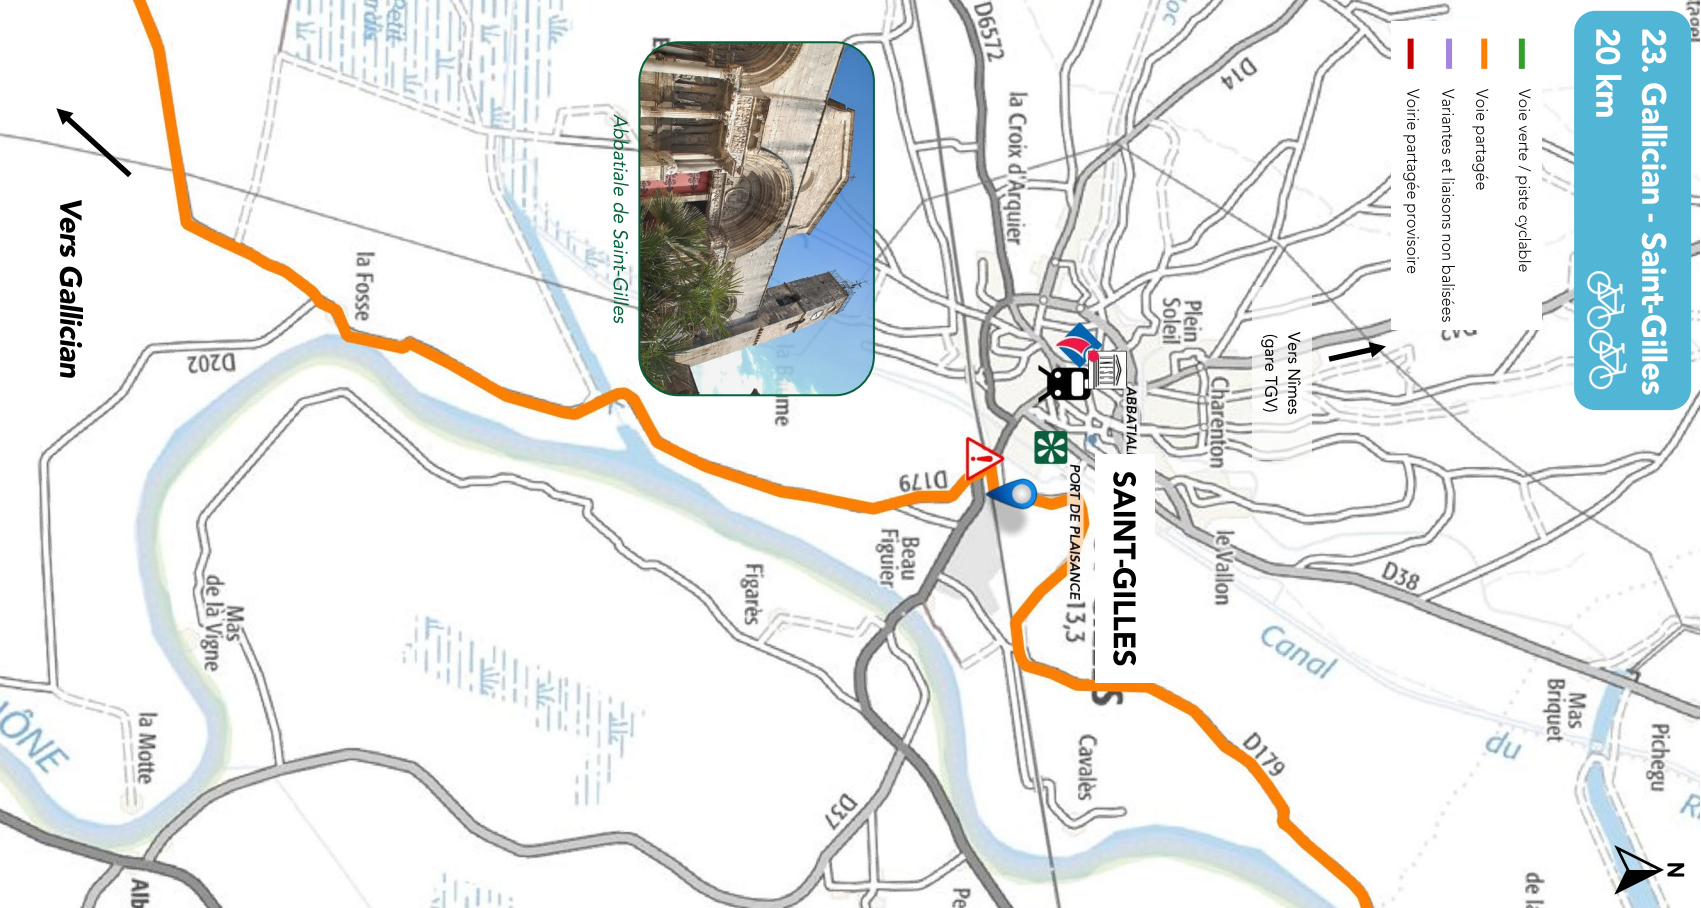 23. Gallician - Saint-Gilles
20 km
Voie verte / piste cyclable
Voie partagée
Variantes et liaisons non balisées
Voirie partagée provisoire
N
D6572
D14
la Croix d'Arquier
Plein
Soleil
Vers Nîmes
(gare TGV)
Charenton
ABBATIAL
SAINT-GILLES
PORT DE PLAISANCE
13,3
S
le Vallon
D38
Canal
du
Mas
Briquet
Pichegu
D179
Cavalès
D179
Beau
Figuier
Figarès
D37
Abbatiale de Saint-Gilles
Petit
la Fosse
D202
Mas
de la Vigne
la Motte
Vers Gallician